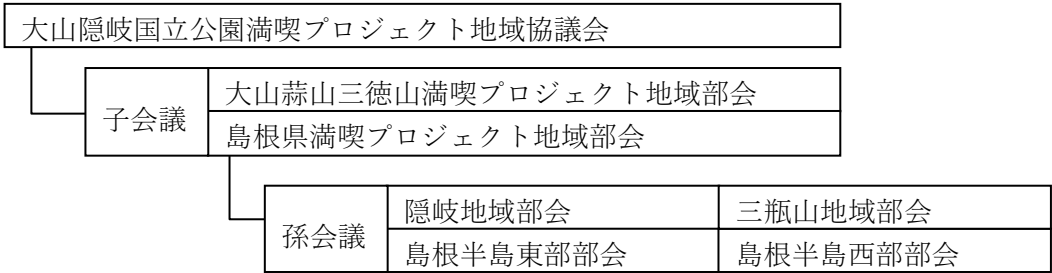 大山隠岐国立公園満喫プロジェクト地域協議会
子会議
大山蒜山三徳山満喫プロジェクト地域部会
島根県満喫プロジェクト地域部会
孫会議
隠岐地域部会 三瓶山地域部会
島根半島東部部会 島根半島西部部会